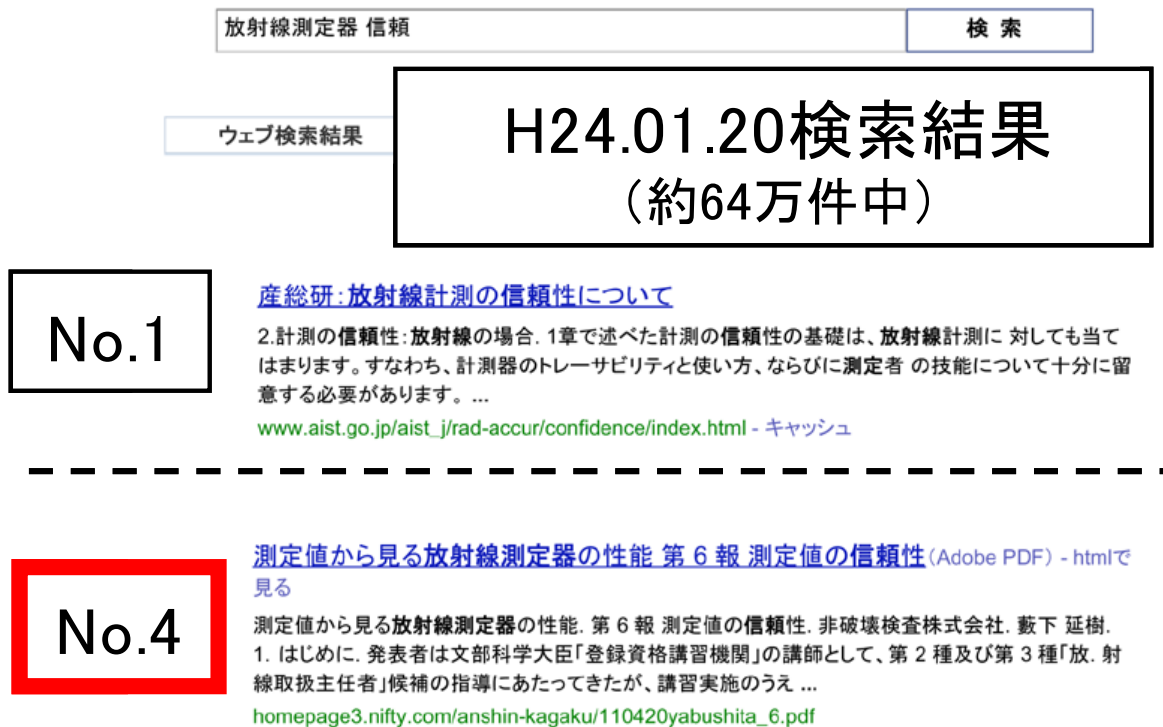 放射線測定器 信頼
検 索
ウェブ検索結果
H24.01.20検索結果
（約64万件中）
No.1
産総研：放射線計測の信頼性について
2.計測の信頼性：放射線の場合. 1章で述べた計測の信頼性の基礎は、放射線計測に 対しても当て
はまります。すなわち、計測器のトレーサビリティと使い方、ならびに測定者 の技能について十分に留
意する必要があります。 ...
www.aist.go.jp/aist_j/rad-accur/confidence/index.html - キャッシュ
No.4
測定値から見る放射線測定器の性能 第 6 報 測定値の信頼性（Adobe PDF） - htmlで
見る
測定値から見る放射線測定器の性能. 第 6 報 測定値の信頼性. 非破壊検査株式会社. 藪下 延樹.
1. はじめに. 発表者は文部科学大臣「登録資格講習機関」の講師として、第 2 種及び第 3 種「放. 射
線取扱主任者」候補の指導にあたってきたが、講習実施のうえ ...
homepage3.nifty.com/anshin-kagaku/110420yabushita_6.pdf